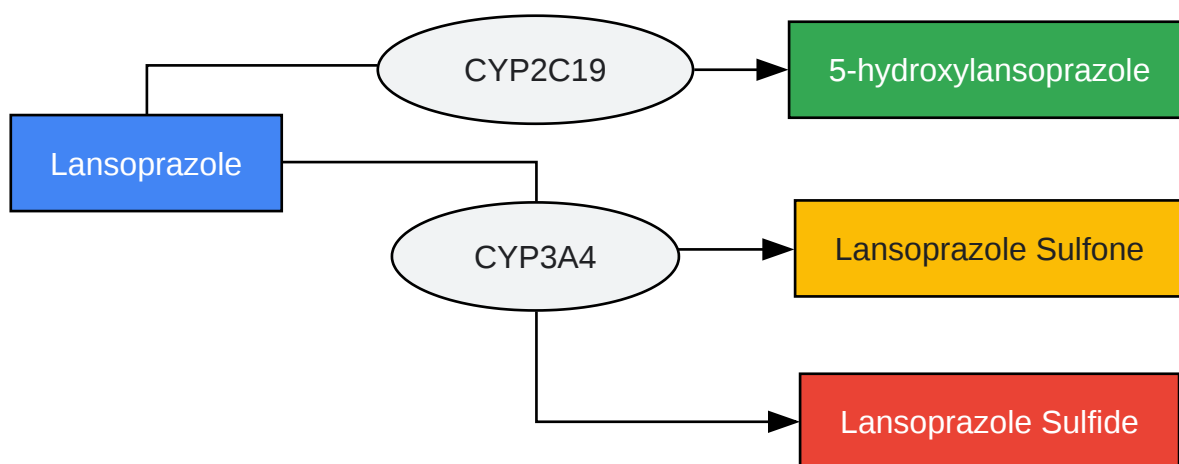 CYP2C19
5-hydroxylansoprazole
Lansoprazole
CYP3A4
Lansoprazole Sulfone
Lansoprazole Sulfide